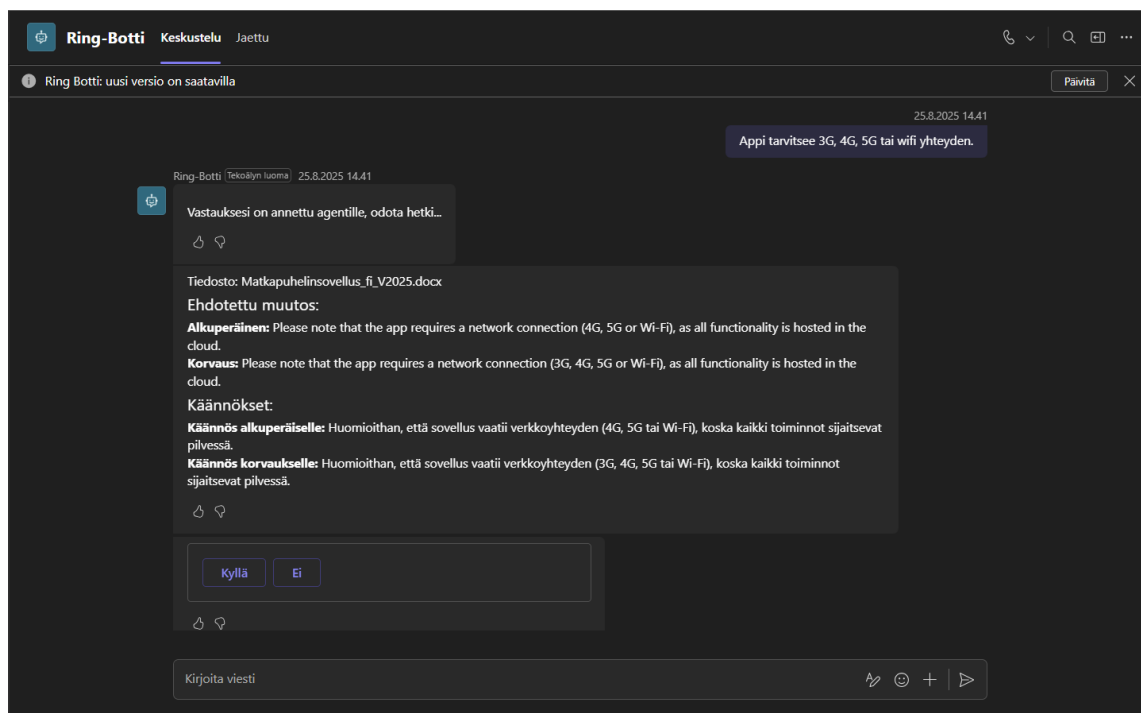 Ring-Botti Keskustelu Jaettu
Ring Botti: uusi versio on saatavilla Päivitä
25.8.2025 14.41
Appi tarvitsee 3G, 4G, 5G tai wifi yhteyden.
Ring-Botti Tekoälyn luoma 25.8.2025 14.41
Vastauksesi on annettu agentille, odota hetki...
Tiedosto: Matkapuhelinsovellus_fi_V2025.docx
Ehdotettu muutos:
Alkuperäinen: Please note that the app requires a network connection (4G, 5G or Wi-Fi), as all functionality is hosted in the
cloud.
Korvaus: Please note that the app requires a network connection (3G, 4G, 5G or Wi-Fi), as all functionality is hosted in the
cloud.
Käännökset:
Käännös alkuperäiselle: Huomioithan, että sovellus vaatii verkkoyhteyden (4G, 5G tai Wi-Fi), koska kaikki toiminnot sijaitsevat
pilvessä.
Käännös korvaukselle: Huomioithan, että sovellus vaatii verkkoyhteyden (3G, 4G, 5G tai Wi-Fi), koska kaikki toiminnot
sijaitsevat pilvessä.
Kyllä Ei
Kirjoita viesti